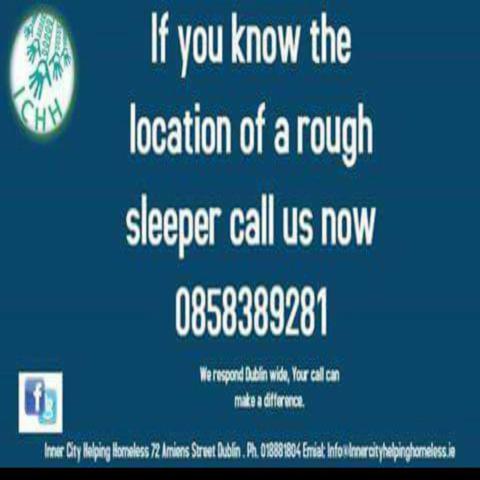 ICHH
If you know the
location of a rough
sleeper call us now
0858389281
We respond Dublin wide, Your call can
make a difference.
f
Inner City Helping Homeless 72 Amiens Street Dublin . Ph. 018881804 Emial: Info@Innercityhelpinghomeless.ie